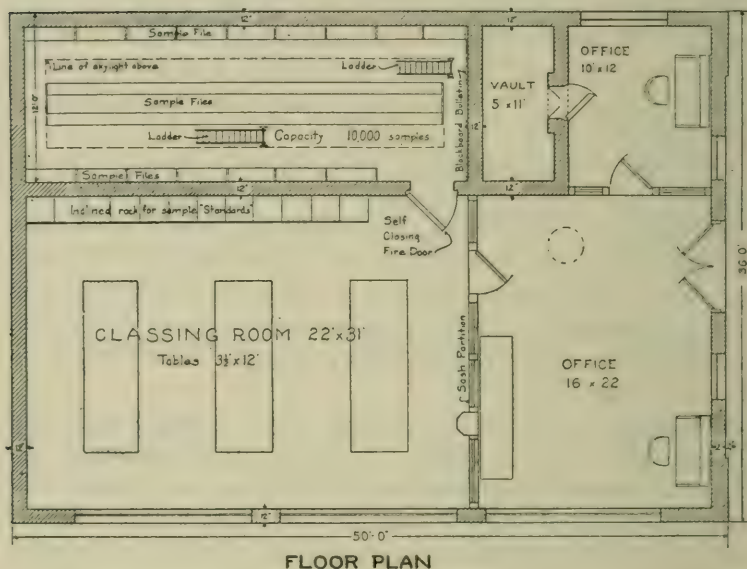 12"
12"
Sample File
Line of skylight above
Ladder
Sample Files
Ladder
Capacity 10,000 samples
12'0"
Sample Files
12"
Blackboard Bulletin
12"
VAULT
5 x 11'
12"
OFFICE
10' x 12
Inclined rack for sample "Standards"
Self
Closing
Fire Door
CLASSING ROOM 22' x 31'
Tables 3½' x 12'
Sash Partition
OFFICE
16 x 22
36'.0"
12"
12"
12"
50'-0"
FLOOR PLAN